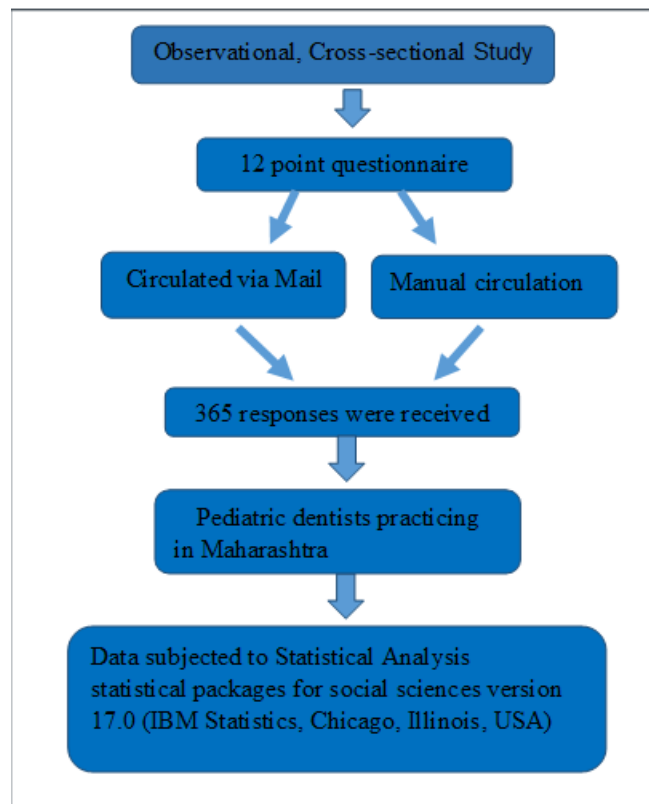 Observational, Cross-sectional Study
12 point questionnaire
Circulated via Mail
Manual circulation
365 responses were received
Pediatric dentists practicing
in Maharashtra
Data subjected to Statistical Analysis
statistical packages for social sciences version
17.0 (IBM Statistics, Chicago, Illinois, USA)